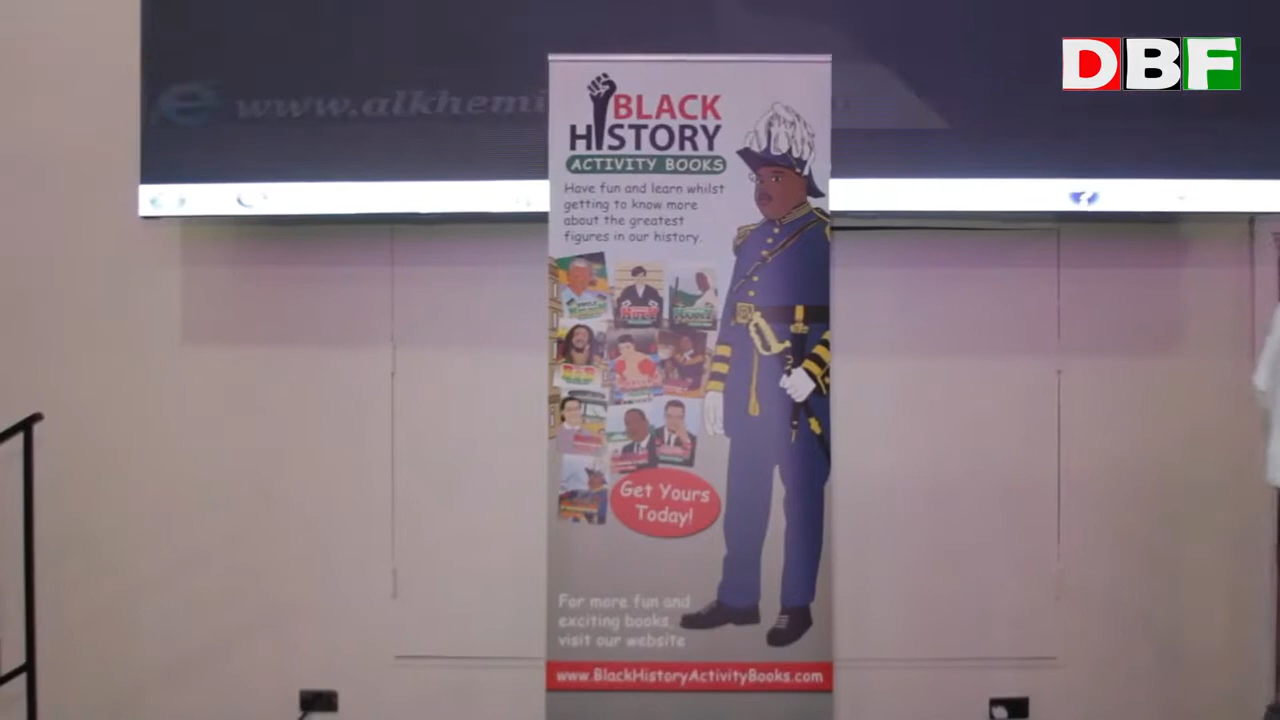 DBF
www.alkhemi
BLACK
HISTORY
ACTIVITY BOOKS
Have fun and learn whilst
getting to know more
about the greatest
figures in our history.
Get Yours
Today!
For more fun and
exciting books,
visit our website
www.BlackHistoryActivityBooks.com